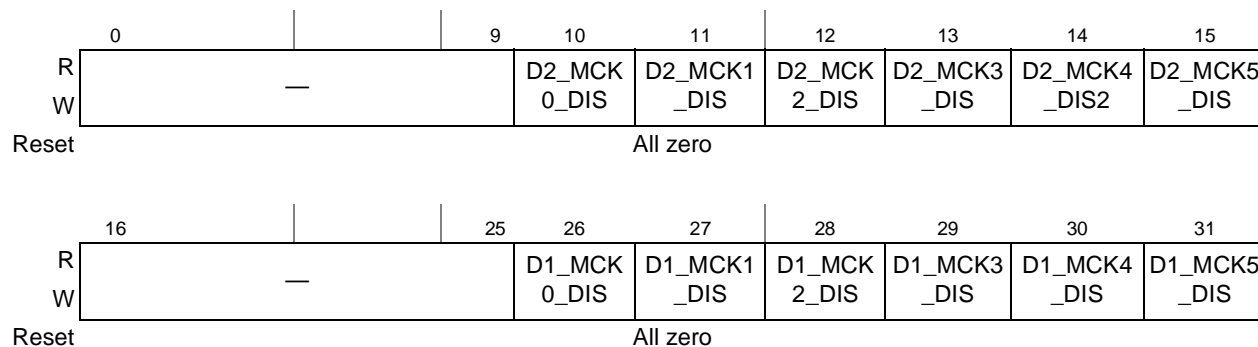 0 9 10 11 12 13 14 15
R — D2_MCK D2_MCK1 D2_MCK D2_MCK3 D2_MCK4 D2_MCK5
W 0_DIS _DIS 2_DIS _DIS _DIS2 _DIS
Reset All zero
16 25 26 27 28 29 30 31
R — D1_MCK D1_MCK1 D1_MCK D1_MCK3 D1_MCK4 D1_MCK5
W 0_DIS _DIS 2_DIS _DIS _DIS _DIS
Reset All zero